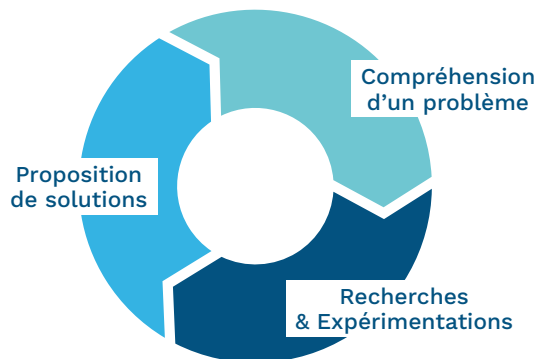 Compréhension
d’un problème
Proposition
de solutions
Recherches
& Expérimentations